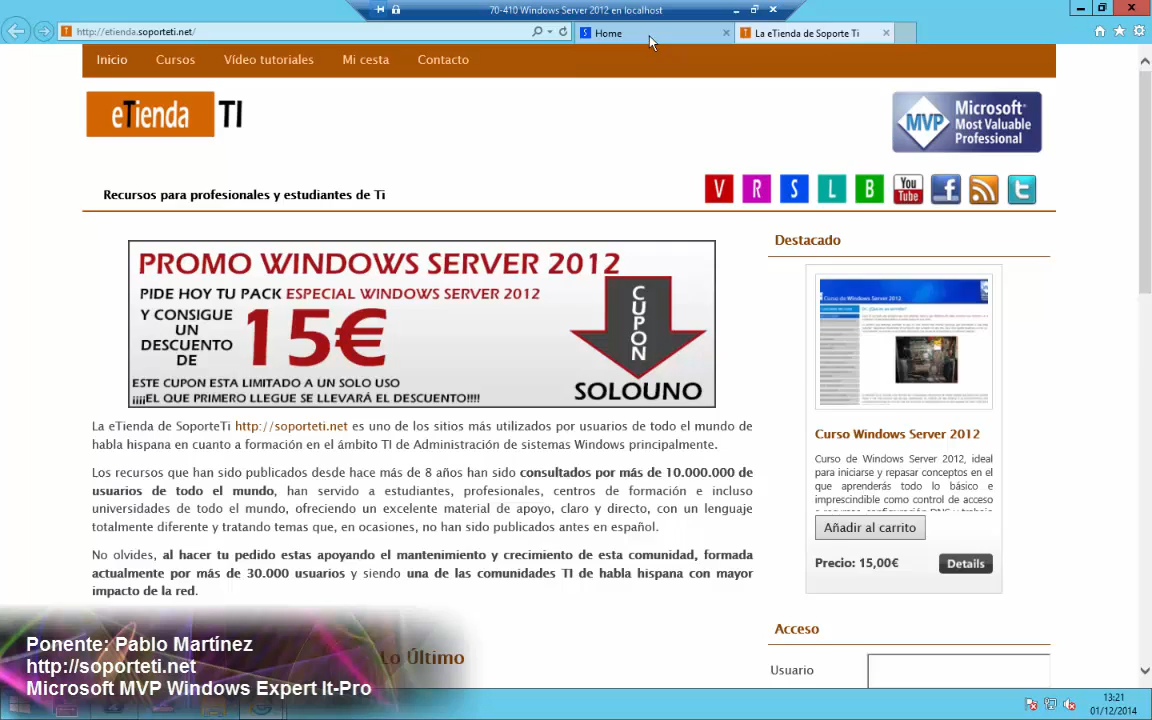 70-410 Windows Server 2012 en localhost
http://etienda.soporteti.net/
Home
La eTienda de Soporte Ti
Inicio Cursos Vídeo tutoriales Mi cesta Contacto
eTienda TI
MVP
Microsoft®
Most Valuable
Professional
Recursos para profesionales y estudiantes de Ti
V R S L B You Tube
PROMO WINDOWS SERVER 2012
PIDE HOY TU PACK ESPECIAL WINDOWS SERVER 2012
Y CONSIGUE
UN
DESCUENTO
DE
15€
CUPON
ESTE CUPON ESTA LIMITADO A UN SOLO USO
¡¡¡¡EL QUE PRIMERO LLEGUE SE LLEVARÁ EL DESCUENTO!!!!
SOLOUNO
La eTienda de SoporteTi http://soporteti.net es uno de los sitios más utilizados por usuarios de todo el mundo de
habla hispana en cuanto a formación en el ámbito TI de Administración de sistemas Windows principalmente.
Los recursos que han sido publicados desde hace más de 8 años han sido consultados por más de 10.000.000 de
usuarios de todo el mundo, han servido a estudiantes, profesionales, centros de formación e incluso
universidades de todo el mundo, ofreciendo un excelente material de apoyo, claro y directo, con un lenguaje
totalmente diferente y tratando temas que, en ocasiones, no han sido publicados antes en español.
No olvides, al hacer tu pedido estas apoyando el mantenimiento y crecimiento de esta comunidad, formada
actualmente por más de 30.000 usuarios y siendo una de las comunidades TI de habla hispana con mayor
impacto de la red.
Lo Último
Destacado
Curso de Windows Server 2012
Curso Windows Server 2012
Curso de Windows Server 2012, ideal
para iniciarse y repasar conceptos en el
que aprenderás todo lo básico e
imprescindible como control de acceso
Añadir al carrito
Precio: 15,00€
Details
Acceso
Usuario
Ponente: Pablo Martínez
http://soporteti.net
Microsoft MVP Windows Expert It-Pro
13:21
01/12/2014